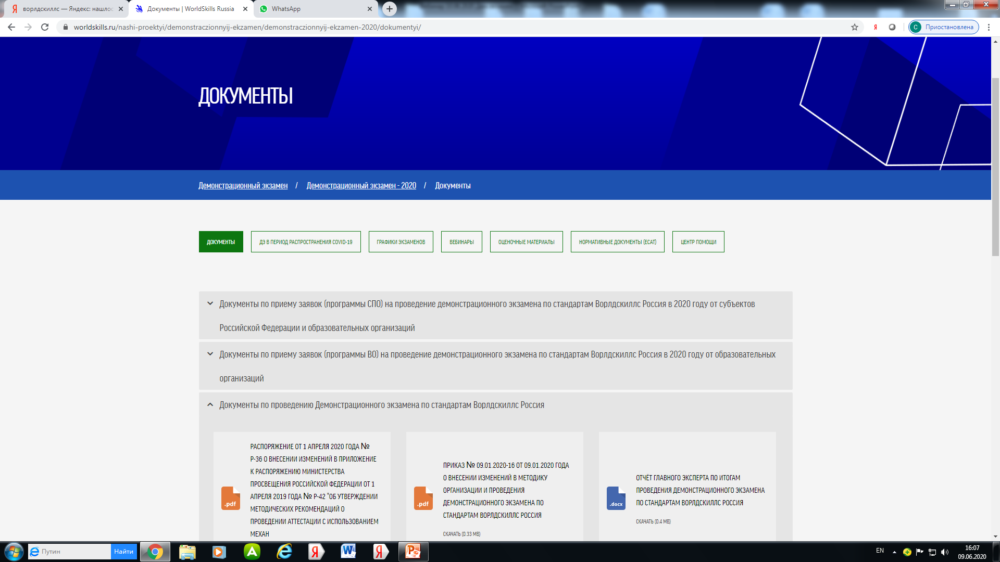 ворлдскиллс — Яндекс: нашлос
Документы | WorldSkills Russia
WhatsApp
worldskills.ru/nashi-proektyi/demonstraczionnyij-ekzamen/demonstraczionnyij-ekzamen-2020/dokumentyi/
Я
С Приостановлена
ДОКУМЕНТЫ
Демонстрационный экзамен / Демонстрационный экзамен - 2020 / Документы
ДОКУМЕНТЫ
ДЭ В ПЕРИОД РАСПРОСТРАНЕНИЯ COVID-19
ГРАФИКИ ЭКЗАМЕНОВ
ВЕБИНАРЫ
ОЦЕНОЧНЫЕ МАТЕРИАЛЫ
НОРМАТИВНЫЕ ДОКУМЕНТЫ (ЕСАТ)
ЦЕНТР ПОМОЩИ
Документы по приему заявок (программы СПО) на проведение демонстрационного экзамена по стандартам Ворлдскиллс Россия в 2020 году от субъектов
Российской Федерации и образовательных организаций
Документы по приему заявок (программы ВО) на проведение демонстрационного экзамена по стандартам Ворлдскиллс Россия в 2020 году от образовательных
организаций
Документы по проведению Демонстрационного экзамена по стандартам Ворлдскиллс Россия
.pdf
РАСПОРЯЖЕНИЕ ОТ 1 АПРЕЛЯ 2020 ГОДА №
Р-36 О ВНЕСЕНИИ ИЗМЕНЕНИЙ В ПРИЛОЖЕНИЕ
К РАСПОРЯЖЕНИЮ МИНИСТЕРСТВА
ПРОСВЕЩЕНИЯ РОССИЙСКОЙ ФЕДЕРАЦИИ ОТ 1
АПРЕЛЯ 2019 ГОДА № Р-42 "ОБ УТВЕРЖДЕНИИ
МЕТОДИЧЕСКИХ РЕКОМЕНДАЦИЙ О
ПРОВЕДЕНИИ АТТЕСТАЦИИ С ИСПОЛЬЗОВАНИЕМ
МЕХАН
.pdf
ПРИКАЗ № 09.01.2020-16 ОТ 09.01.2020 ГОДА
О ВНЕСЕНИИ ИЗМЕНЕНИЙ В МЕТОДИКУ
ОРГАНИЗАЦИИ И ПРОВЕДЕНИЯ
ДЕМОНСТРАЦИОННОГО ЭКЗАМЕНА ПО
СТАНДАРТАМ ВОРЛДСКИЛЛС РОССИЯ
СКАЧАТЬ (0.33 MB)
.docx
ОТЧЁТ ГЛАВНОГО ЭКСПЕРТА ПО ИТОГАМ
ПРОВЕДЕНИЯ ДЕМОНСТРАЦИОННОГО ЭКЗАМЕНА
ПО СТАНДАРТАМ ВОРЛДСКИЛЛС РОССИЯ
СКАЧАТЬ (0.4 MB)
Путин
Найти
EN
16:07
09.06.2020